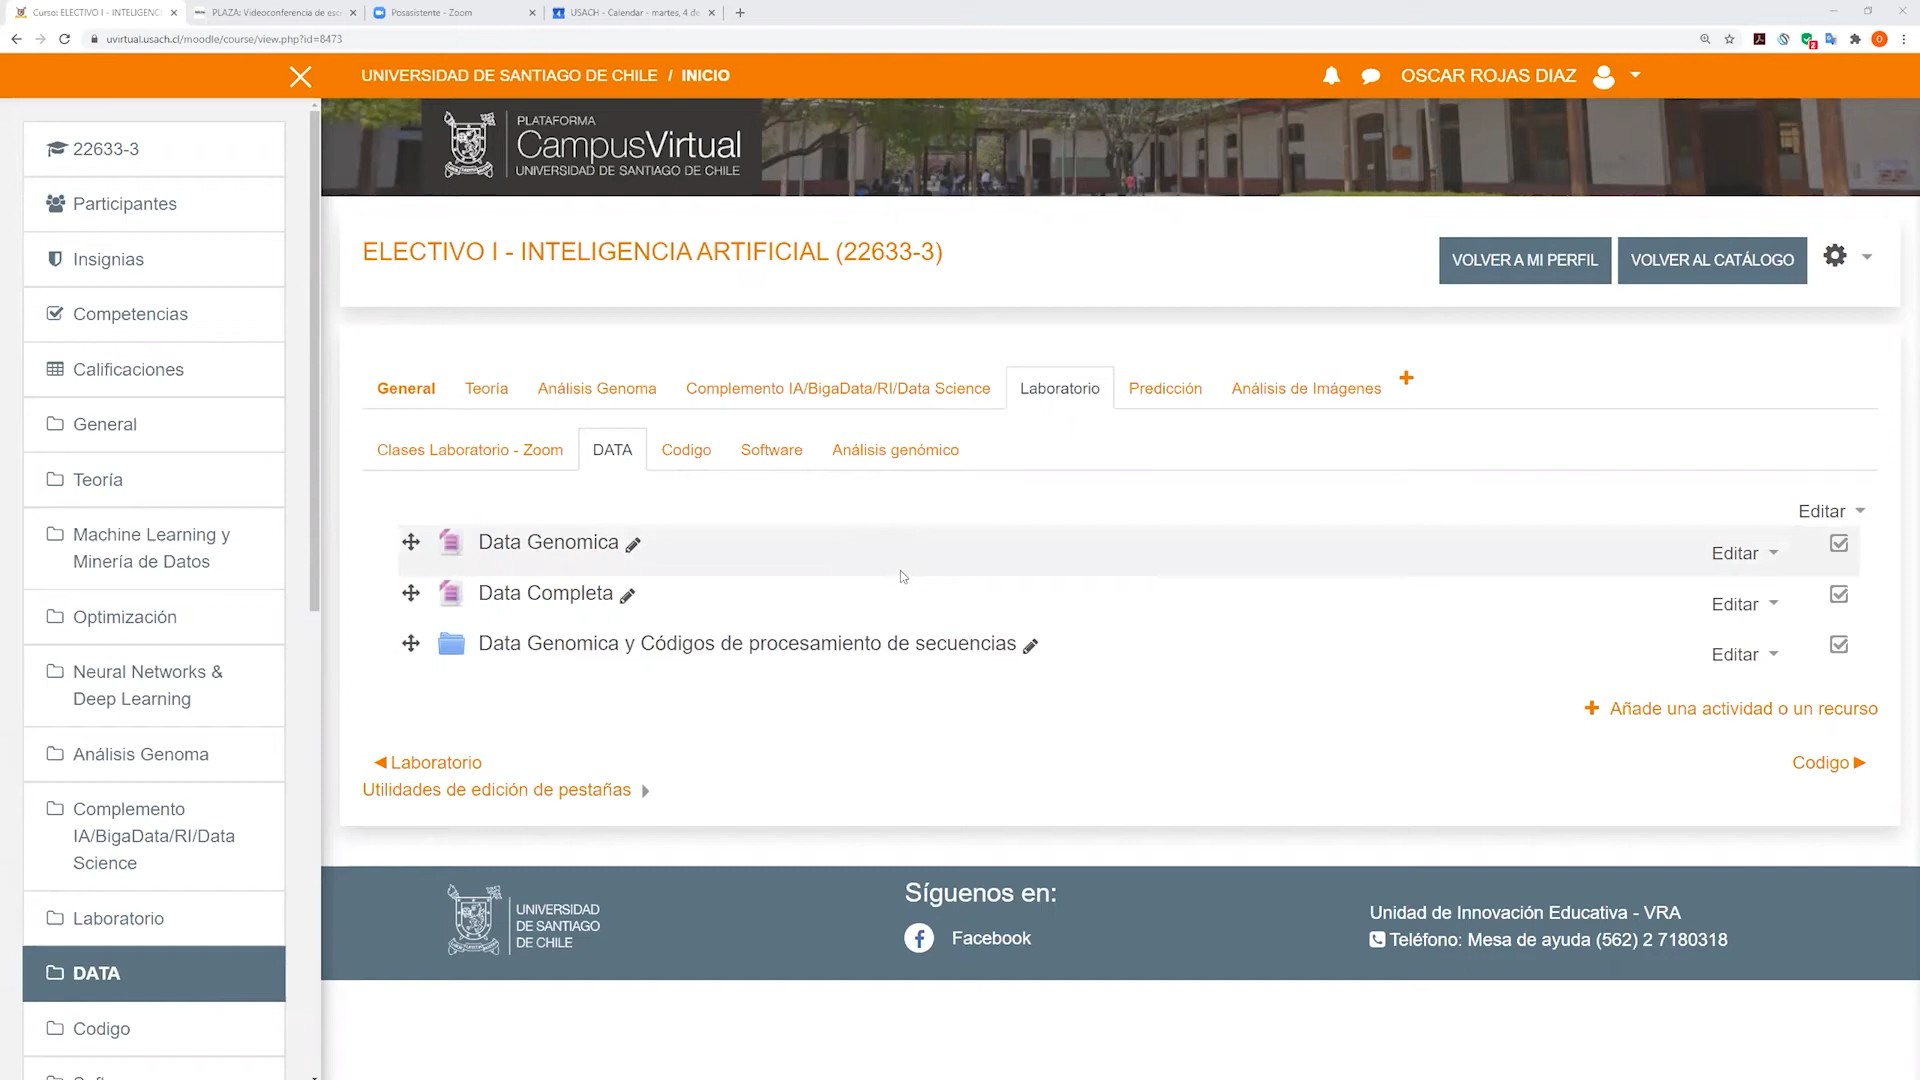 Curso: ELECTIVO I - INTELIGENC
PLAZA: Videoconferencia de esc
Posasistente - Zoom
USACH - Calendar - martes, 4 de
uvirtual.usach.cl/moodle/course/view.php?id=8473
UNIVERSIDAD DE SANTIAGO DE CHILE / INICIO
OSCAR ROJAS DIAZ
PLATAFORMA
CampusVirtual
UNIVERSIDAD DE SANTIAGO DE CHILE
22633-3
Participantes
Insignias
Competencias
Calificaciones
General
Teoría
Machine Learning y
Minería de Datos
Optimización
Neural Networks &
Deep Learning
Análisis Genoma
Complemento
IA/BigaData/RI/Data
Science
Laboratorio
DATA
Codigo
ELECTIVO I - INTELIGENCIA ARTIFICIAL (22633-3)
VOLVER A MI PERFIL
VOLVER AL CATÁLOGO
General
Teoría
Análisis Genoma
Complemento IA/BigaData/RI/Data Science
Laboratorio
Predicción
Análisis de Imágenes
Clases Laboratorio - Zoom
DATA
Codigo
Software
Análisis genómico
Editar
Data Genomica
Editar
Data Completa
Editar
Data Genomica y Códigos de procesamiento de secuencias
Editar
Añade una actividad o un recurso
Laboratorio
Codigo
Utilidades de edición de pestañas
UNIVERSIDAD
DE SANTIAGO
DE CHILE
Síguenos en:
Facebook
Unidad de Innovación Educativa - VRA
Teléfono: Mesa de ayuda (562) 2 7180318